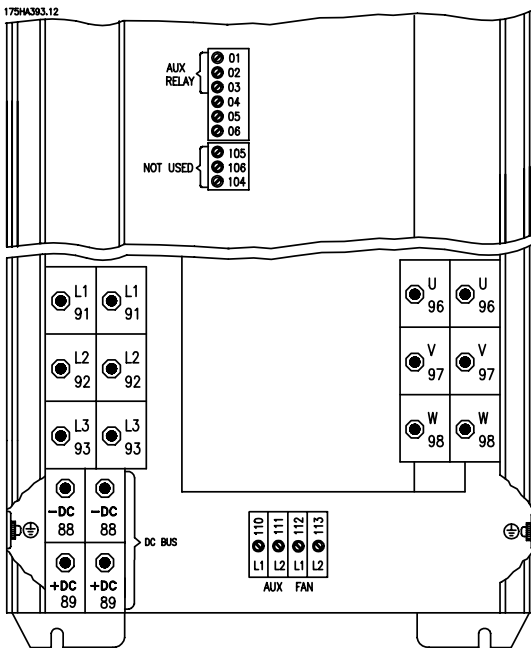 175HA393.12
AUX
RELAY
01
02
03
04
05
06
NOT USED
105
106
104
L1 L1
91 91
L2 L2
92 92
L3 L3
93 93
-DC -DC
88 88
+DC +DC
89 89
DC BUS
U U
96 96
V V
97 97
W W
98 98
110 111 112 113
L1 L2 L1 L2
AUX FAN